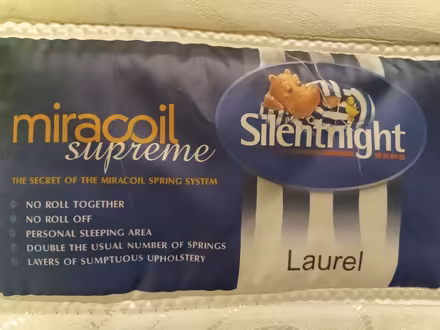 miracoil
supreme
THE SECRET OF THE MIRACOIL SPRING SYSTEM
NO ROLL TOGETHER
NO ROLL OFF
PERSONAL SLEEPING AREA
DOUBLE THE USUAL NUMBER OF SPRINGS
LAYERS OF SUMPTUOUS UPHOLSTERY
Silentnight
BEDS
Laurel